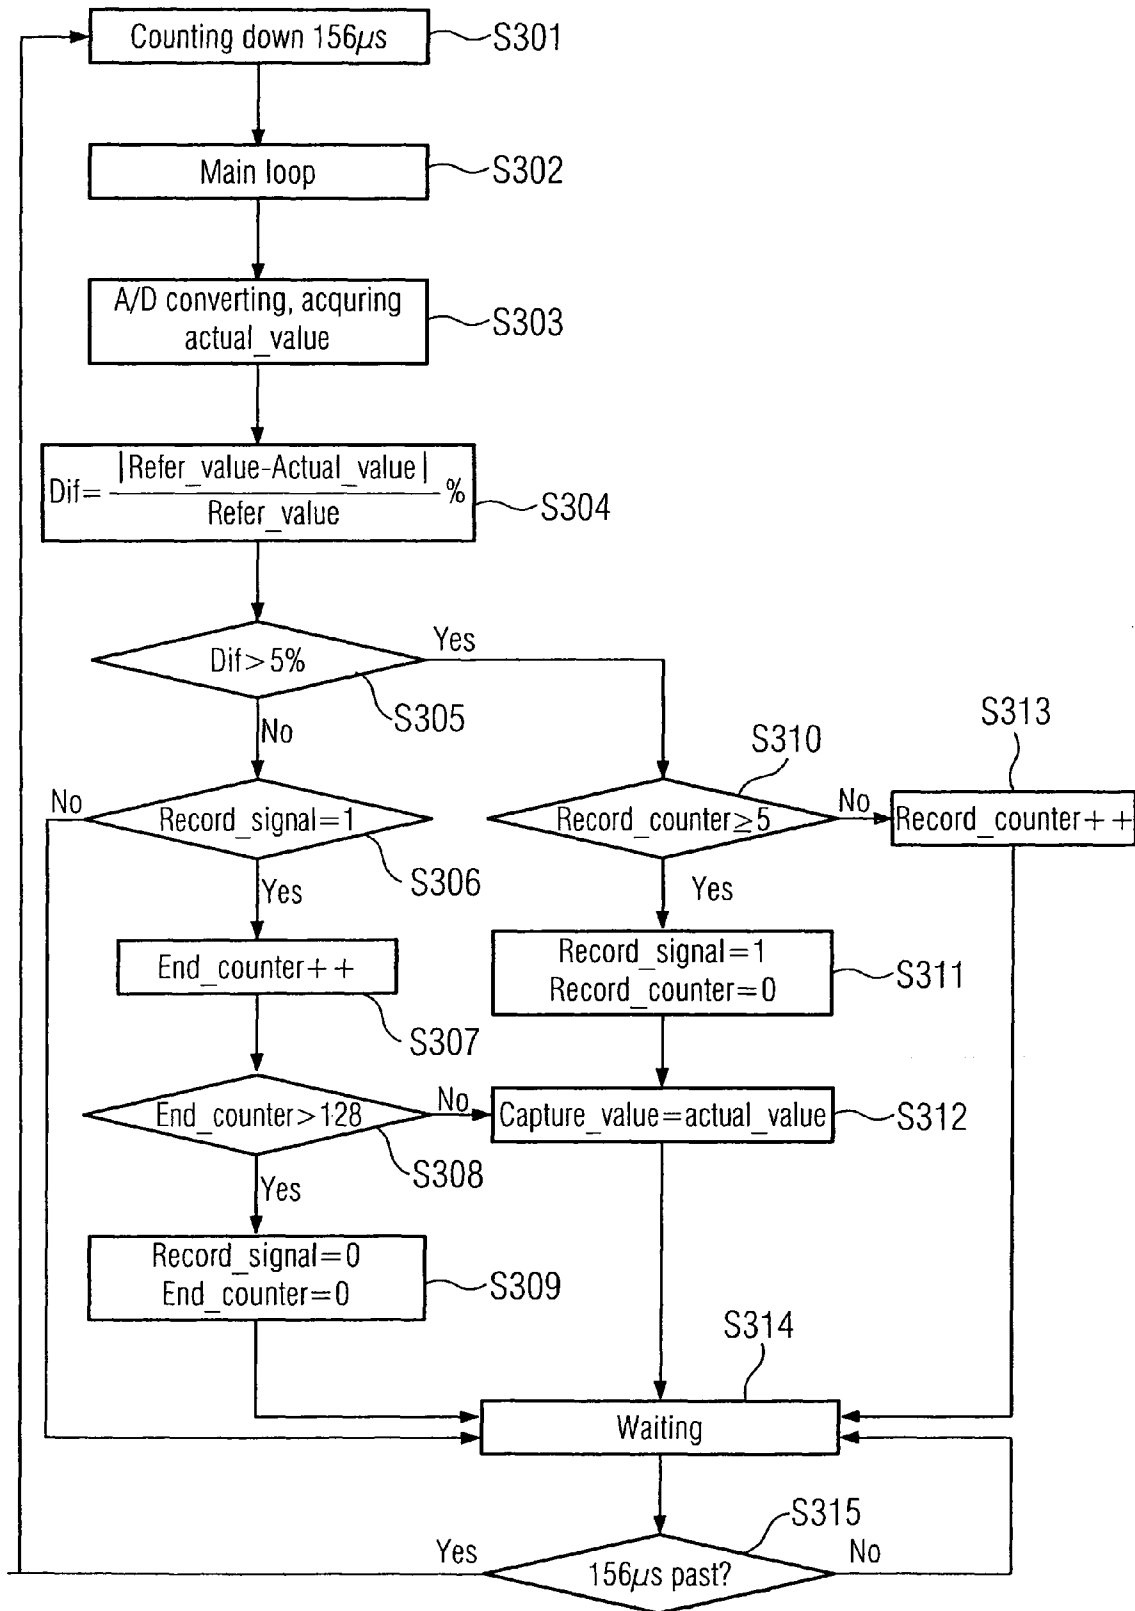 Counting down 156µs
S301
Main loop
S302
A/D converting, acquring
actual_value
S303
Dif= |Refer_value-Actual_value| %
Refer_value
S304
Dif>5%
Yes
S305
No
S313
S310
No
Record_signal=1
Record_counter≥5
No
Record_counter++
S306
Yes
Yes
End_counter++
Record_signal=1
Record_counter=0
S311
S307
End_counter>128
No
Capture_value=actual_value
S312
S308
Yes
Record_signal=0
End_counter=0
S309
S314
Waiting
S315
Yes
156µs past?
No